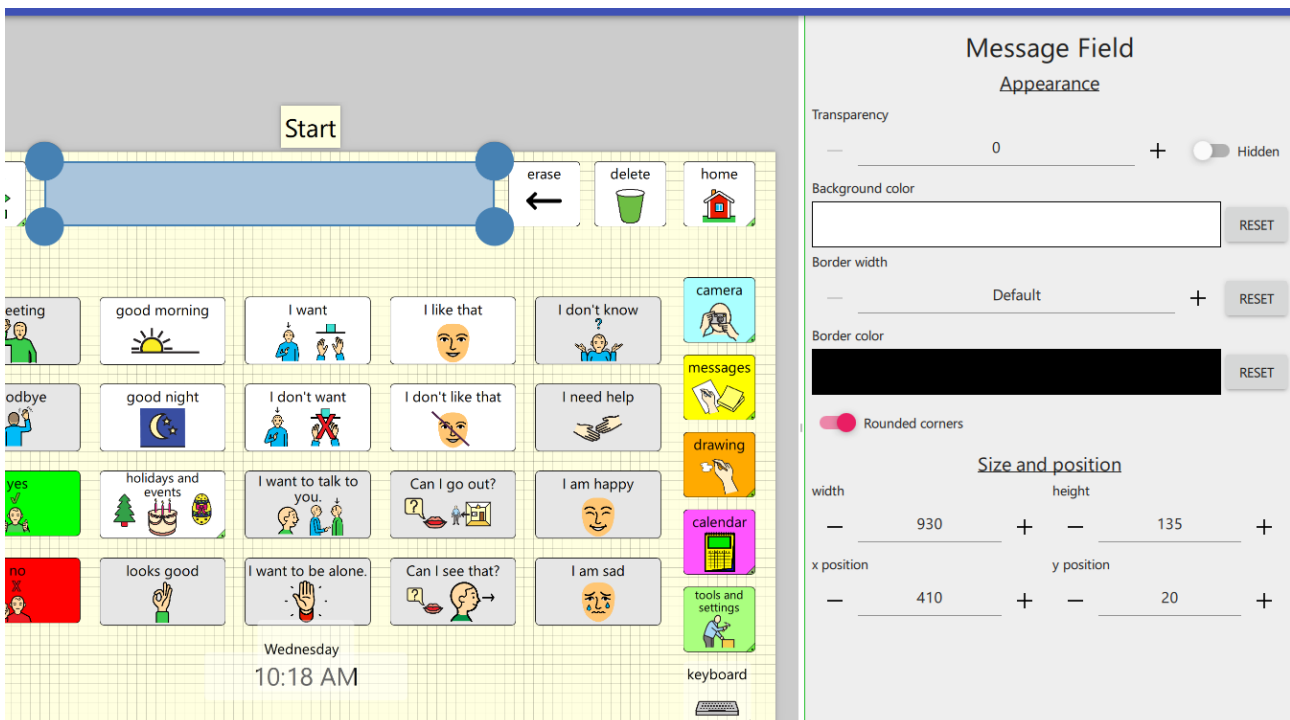 Start
erase
delete
home
eeting
good morning
I want
I like that
I don't know
?
camera
odbye
good night
I don't want
I don't like that
I need help
messages
yes
holidays and
events
I want to talk to
you.
Can I go out?
I am happy
drawing
no
looks good
I want to be alone.
Can I see that?
I am sad
calendar
tools and
settings
Wednesday
10:18 AM
keyboard
Message Field
Appearance
Transparency
0
Hidden
Background color
RESET
Border width
Default
RESET
Border color
RESET
Rounded corners
Size and position
width height
930 135
x position y position
410 20